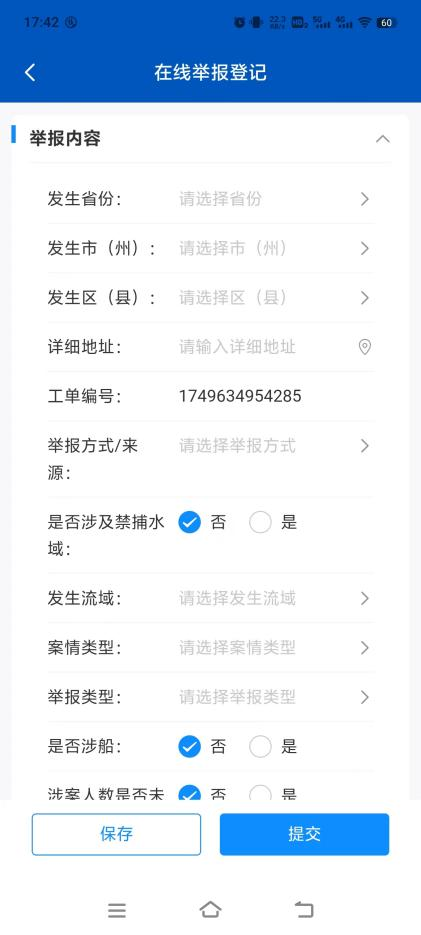 17:42
22.3
KB/s
HD 2
5G
4G
60
在线举报登记
举报内容
发生省份：
请选择省份
发生市（州）：
请选择市（州）
发生区（县）：
请选择区（县）
详细地址：
请输入详细地址
工单编号：
1749634954285
举报方式/来
源：
请选择举报方式
是否涉及禁捕水
域：
否
是
发生流域：
请选择发生流域
案情类型：
请选择案情类型
举报类型：
请选择举报类型
是否涉船：
否
是
涉案人数是否未
否
是
保存
提交